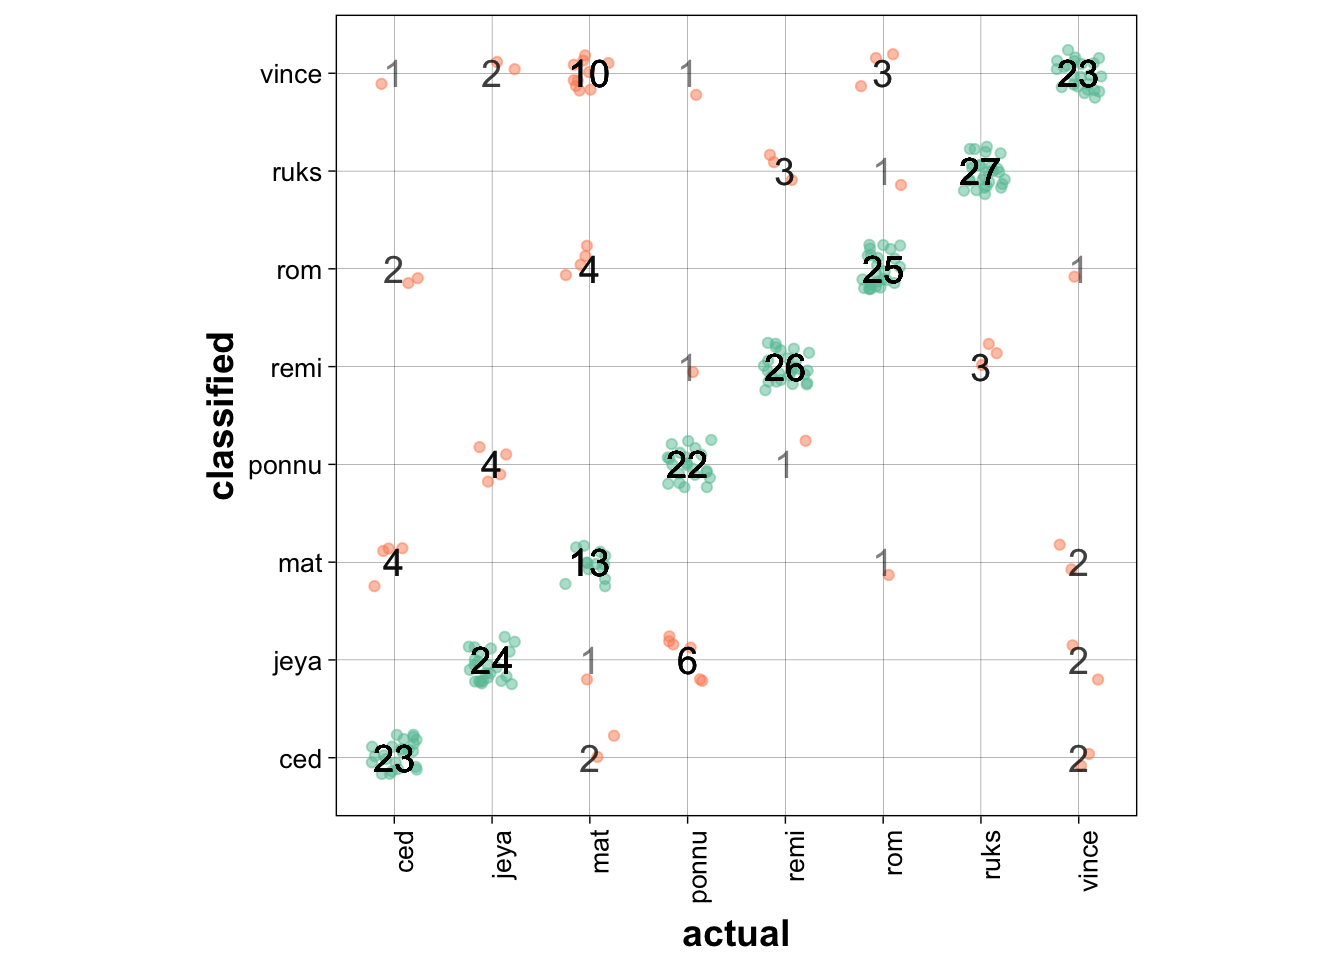 vince 1 2 10 1 3 23
ruks 3 1 27
rom 2 4 25 1
remi 1 26 3
ponnu 4 22 1
mat 4 13 1 2
jeya 24 1 6 2
ced 23 2 2
ced jeya mat ponnu remi rom ruks vince
actual
classified